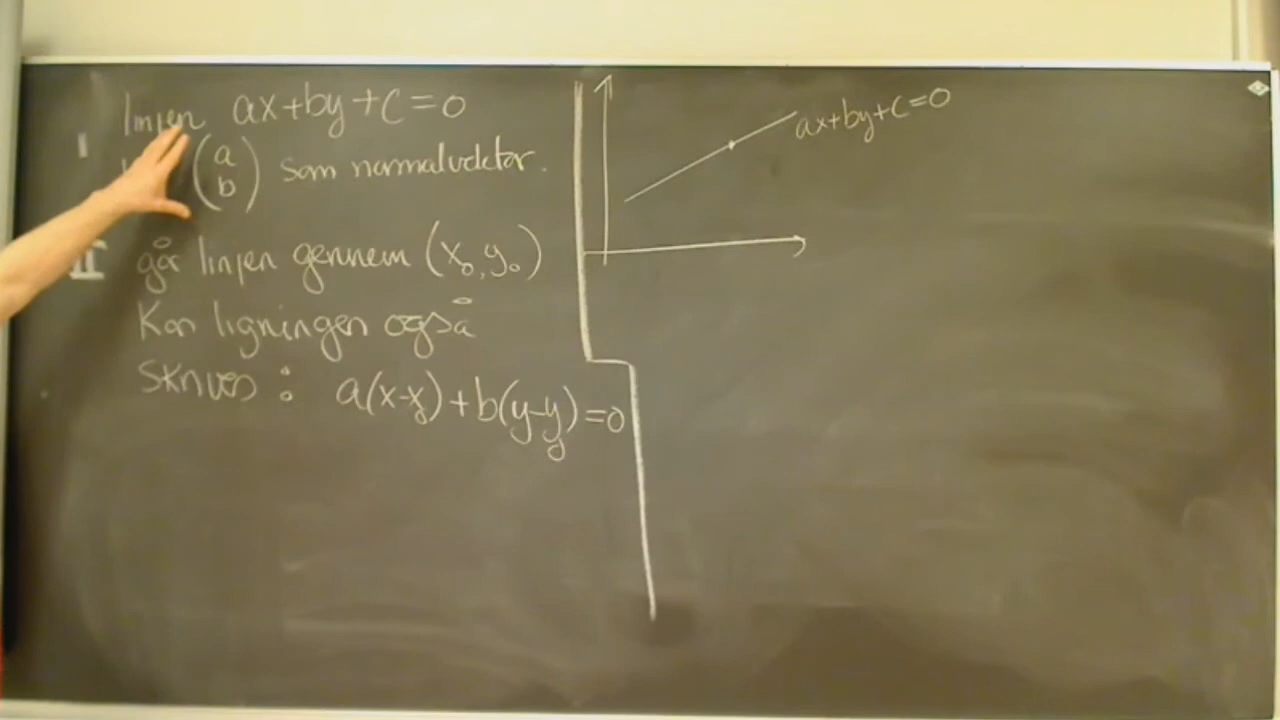 I linjen ax+by+c=0
(a b) som normalvektor.
II går linjen gennem (x₀,y₀)
Kan ligningen også
skrives : a(x-x₀)+b(y-y₀)=0
ax+by+c=0